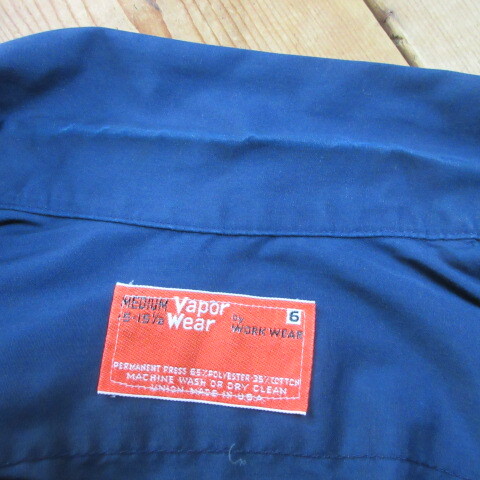 MEDIUM Vapor 6
15-15½ Wear By WORK WEAR
PERMANENT PRESS 65% POLYESTER-35% COTTON
MACHINE WASH OR DRY CLEAN
UNION MADE IN U.S.A.